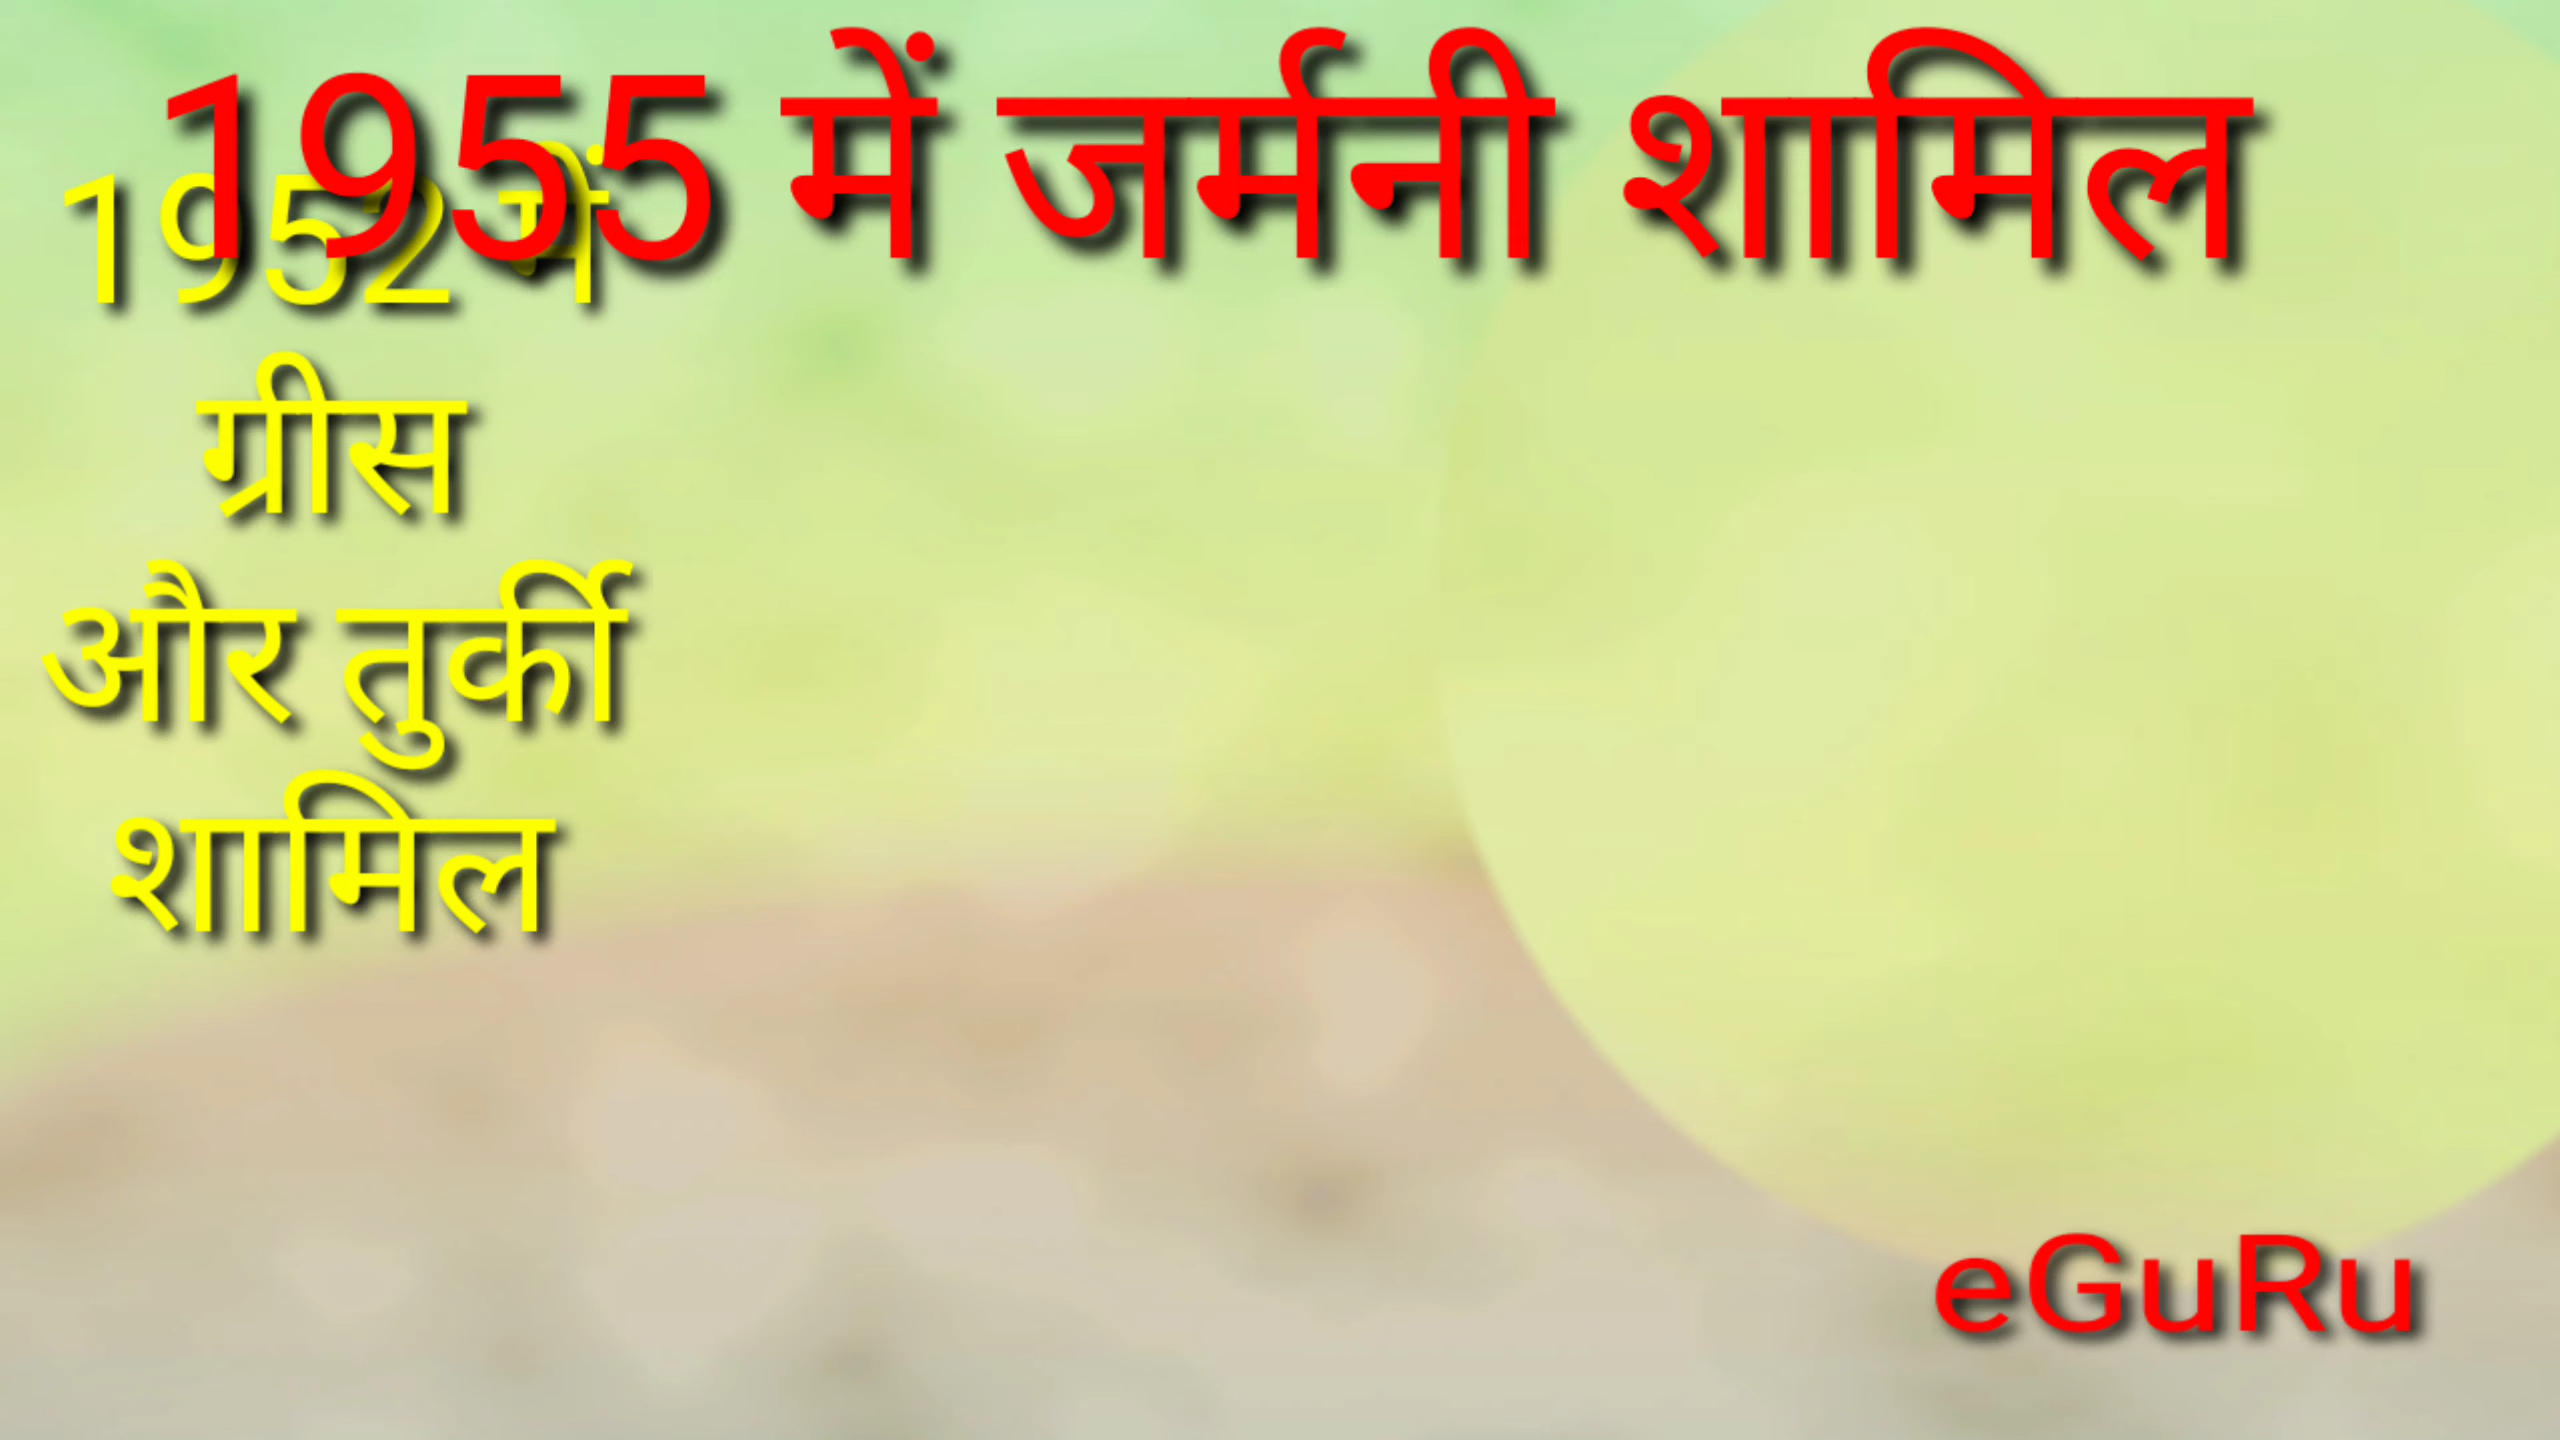 1955 में जर्मनी शामिल
1952 में
ग्रीस
और तुर्की
शामिल
eGuRu